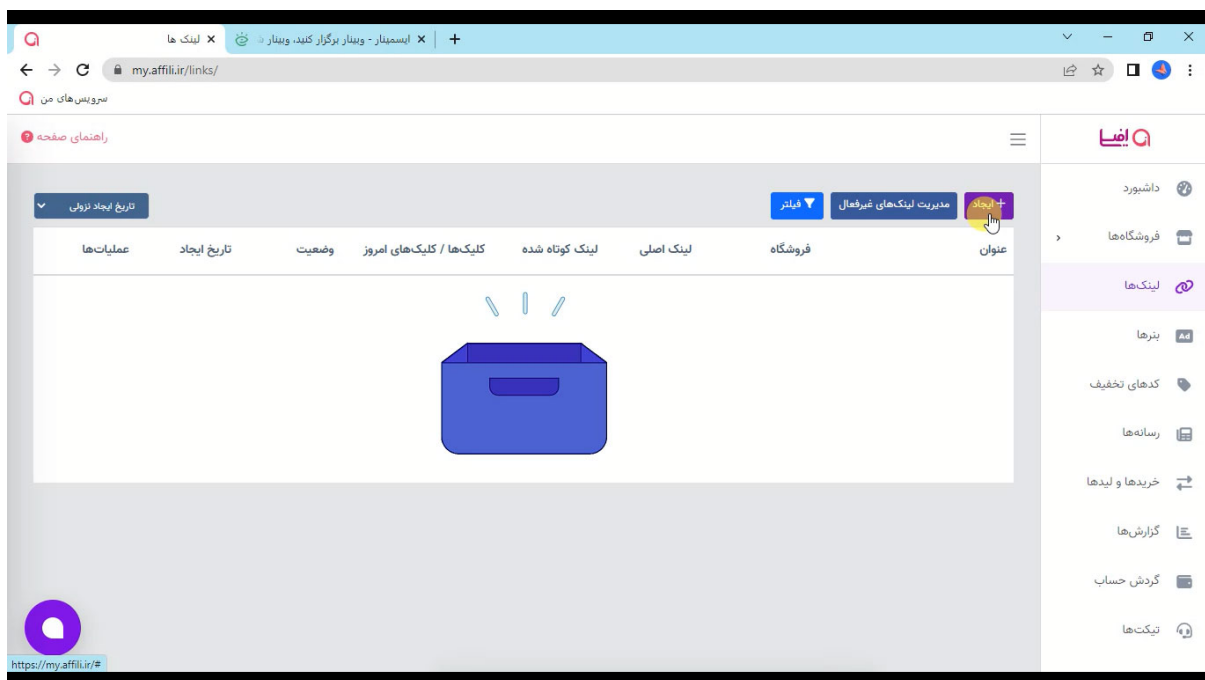 لینک ها
ایسمینار - وبینار برگزار کنید، وبینار
my.affili.ir/links/
سرویس‌های من
افیلی
راهنمای صفحه
داشبورد
فروشگاه‌ها
لینک‌ها
Ad بنرها
کدهای تخفیف
رسانه‌ها
خریدها و لیدها
گزارش‌ها
گردش حساب
تیکت‌ها
+ ایجاد مدیریت لینک‌های غیرفعال فیلتر تاریخ ایجاد نزولی
عنوان فروشگاه لینک اصلی لینک کوتاه شده کلیک‌ها / کلیک‌های امروز وضعیت تاریخ ایجاد عملیات‌ها
https://my.affili.ir/#